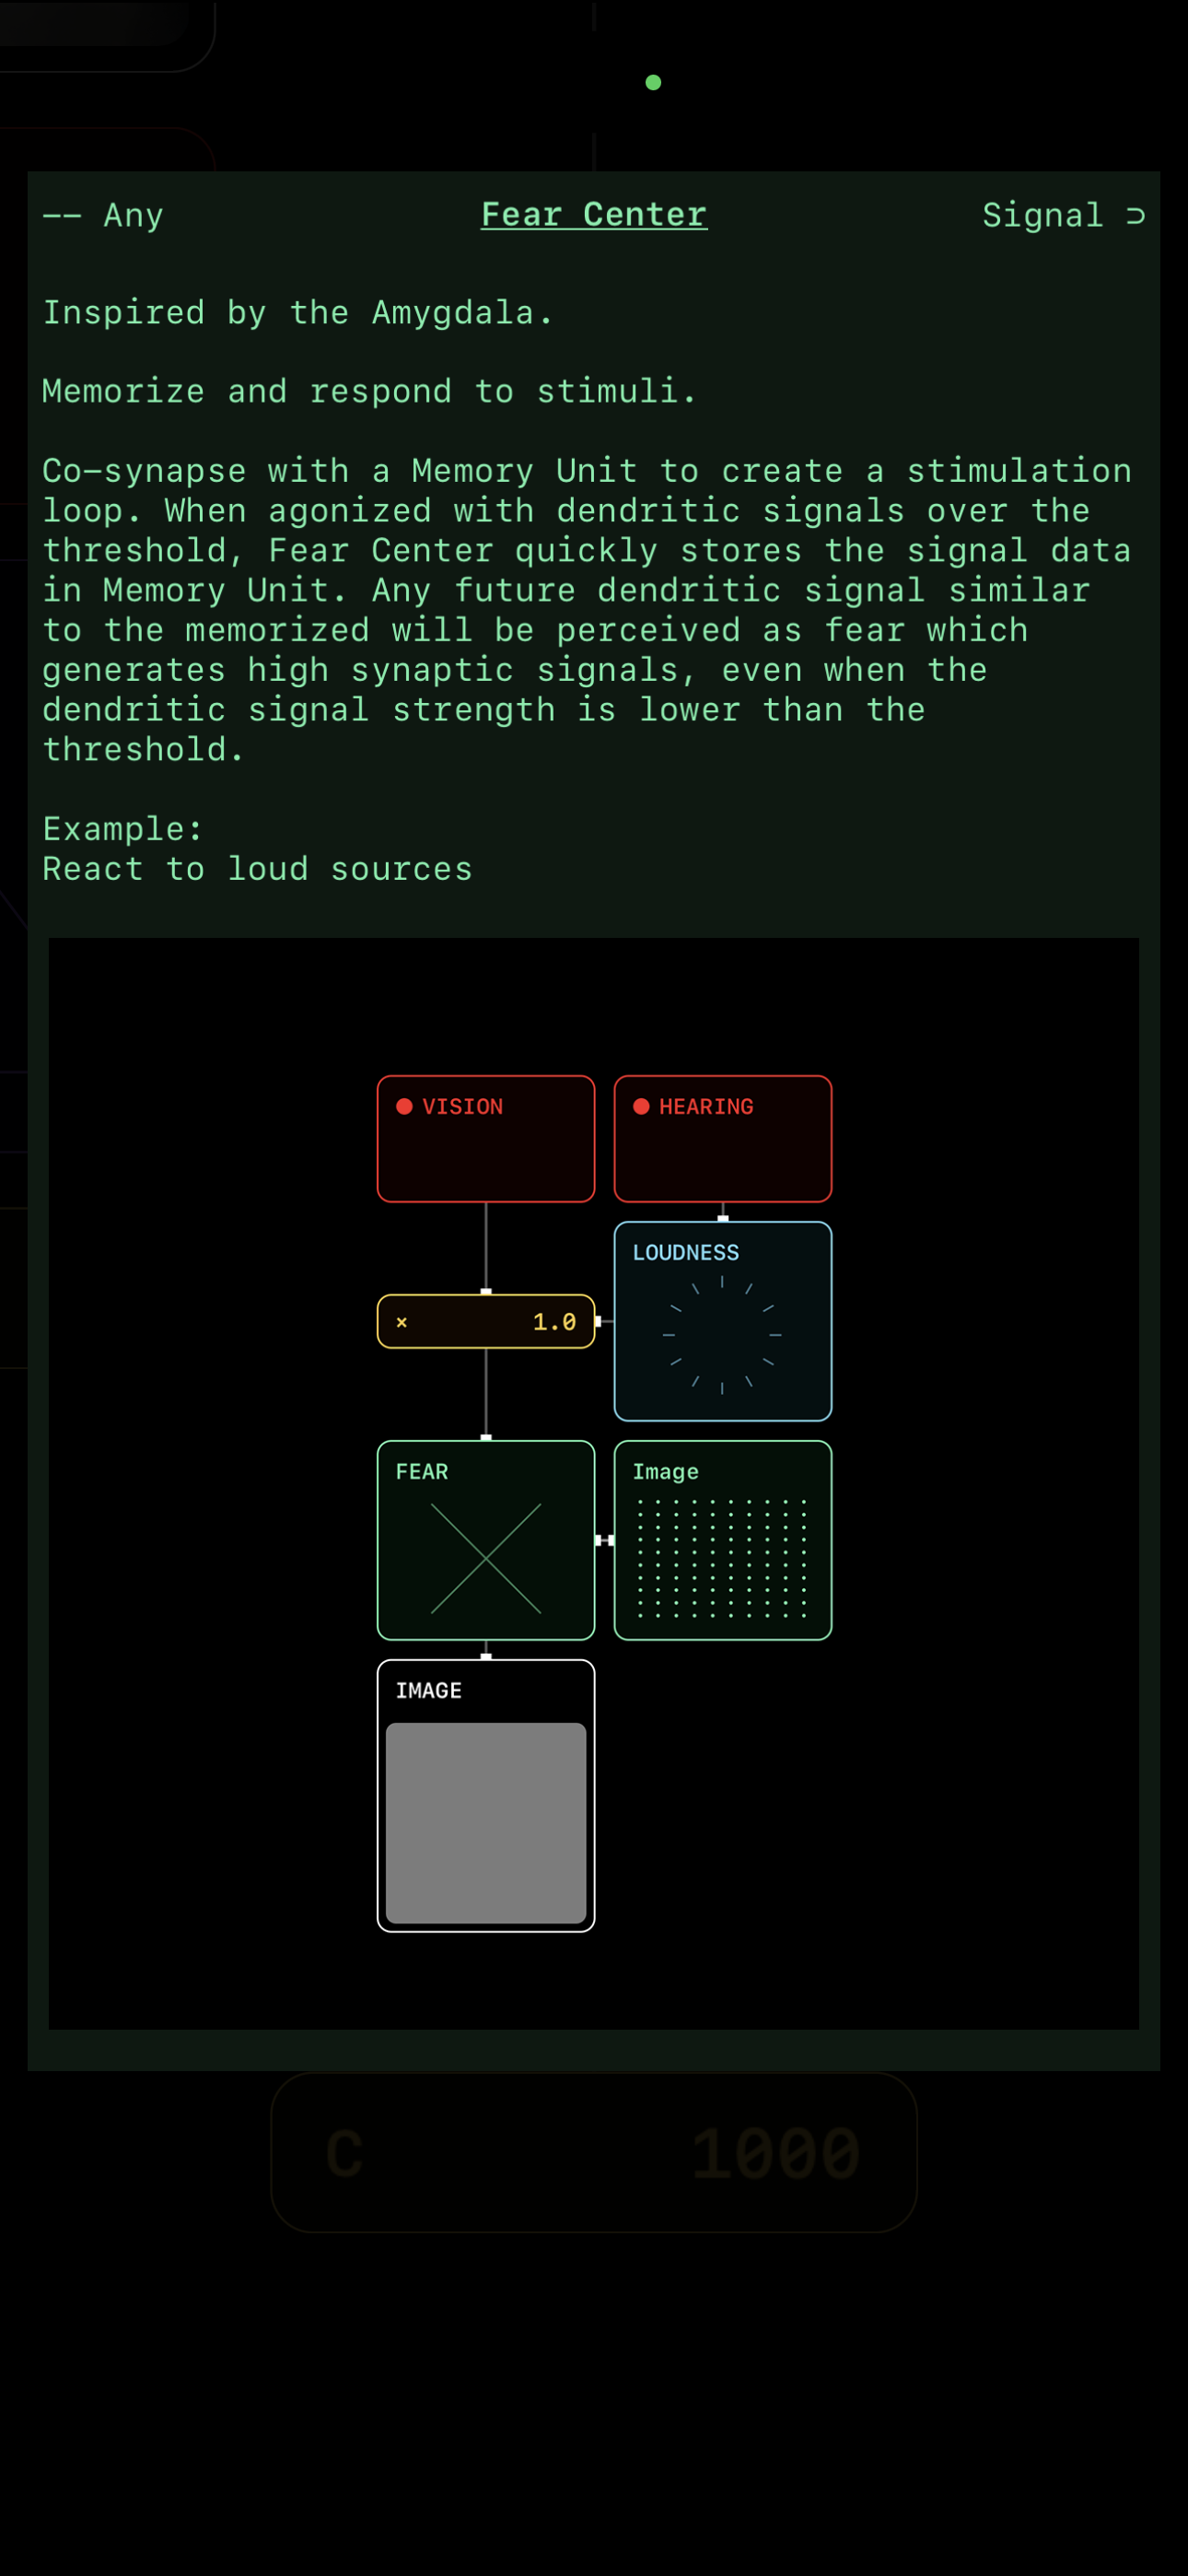 —— Any Fear Center Signal ⊃
Inspired by the Amygdala.
Memorize and respond to stimuli.
Co—synapse with a Memory Unit to create a stimulation
loop. When agonized with dendritic signals over the
threshold, Fear Center quickly stores the signal data
in Memory Unit. Any future dendritic signal similar
to the memorized will be perceived as fear which
generates high synaptic signals, even when the
dendritic signal strength is lower than the
threshold.
Example:
React to loud sources
VISION
HEARING
LOUDNESS
× 1.0
FEAR
Image
IMAGE
C 1000